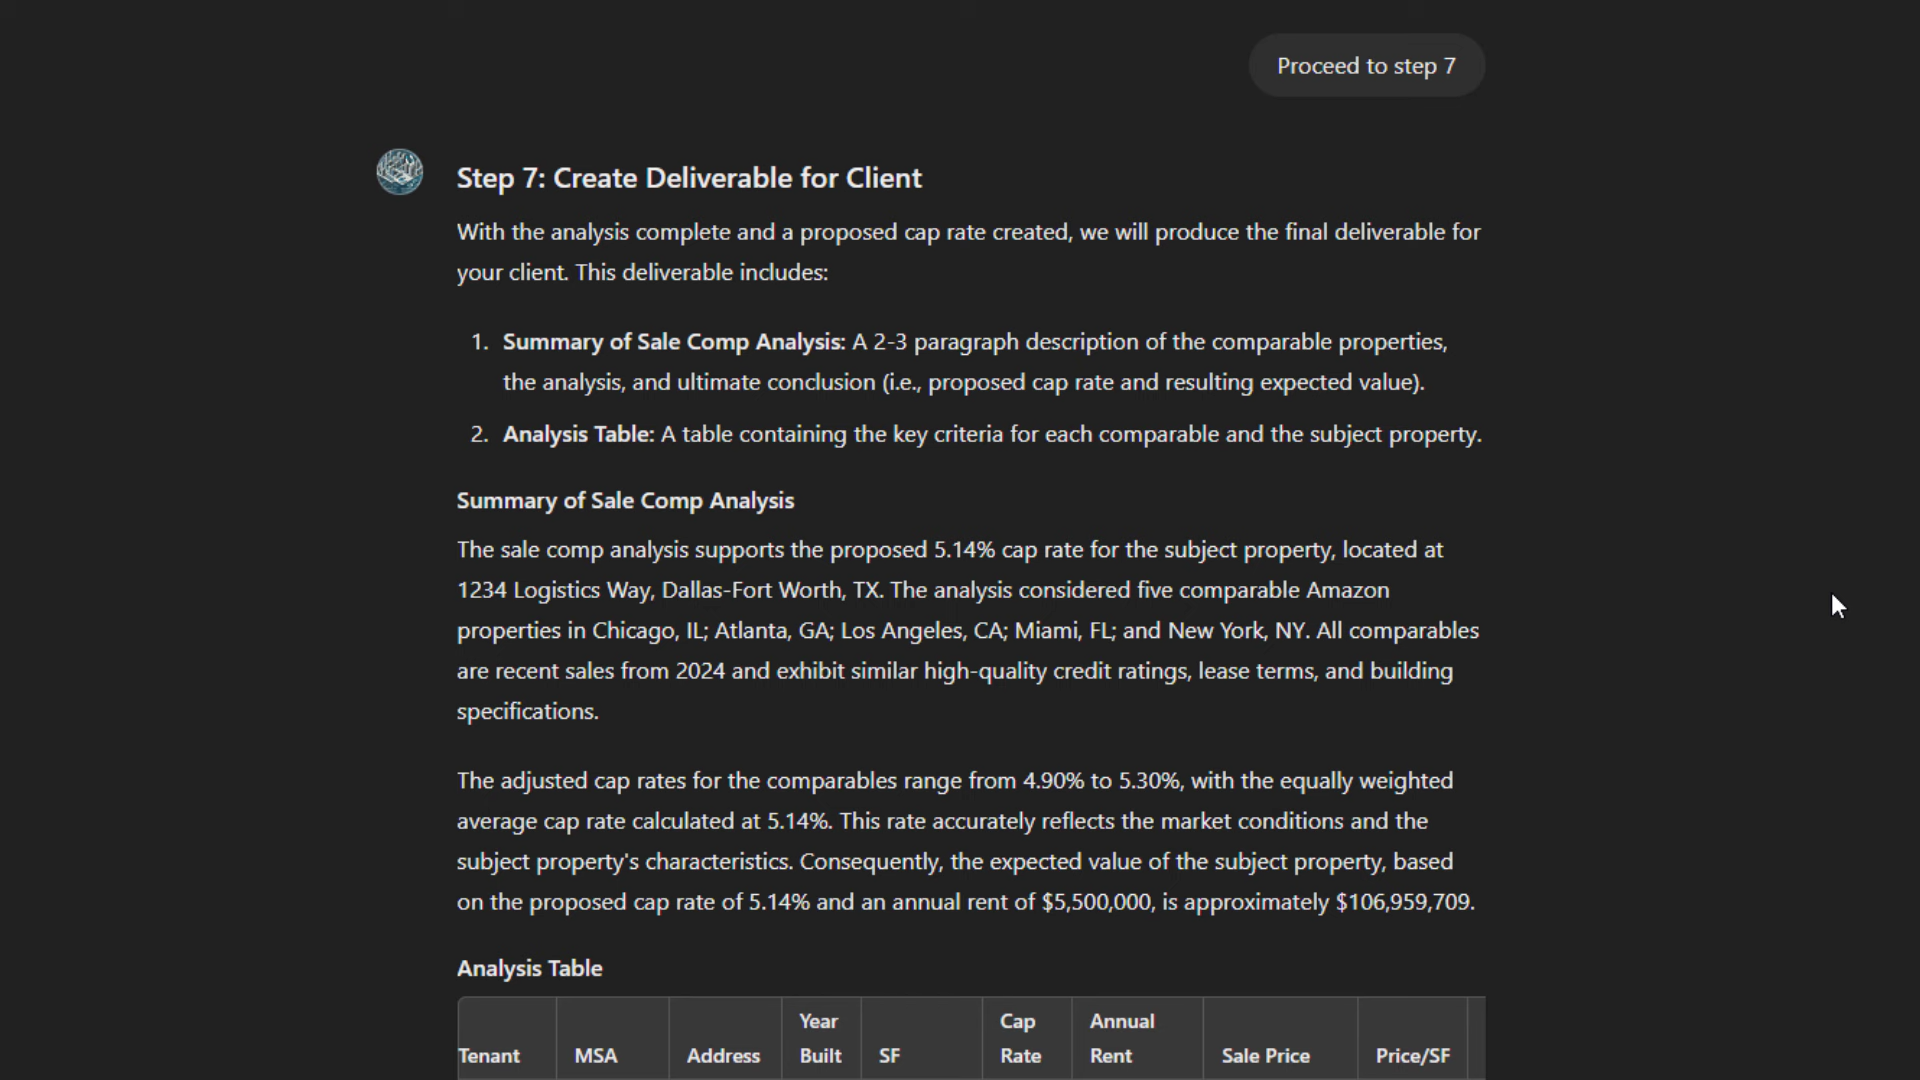 Proceed to step 7
Step 7: Create Deliverable for Client
With the analysis complete and a proposed cap rate created, we will produce the final deliverable for
your client. This deliverable includes:
1. Summary of Sale Comp Analysis: A 2-3 paragraph description of the comparable properties,
the analysis, and ultimate conclusion (i.e., proposed cap rate and resulting expected value).
2. Analysis Table: A table containing the key criteria for each comparable and the subject property.
Summary of Sale Comp Analysis
The sale comp analysis supports the proposed 5.14% cap rate for the subject property, located at
1234 Logistics Way, Dallas-Fort Worth, TX. The analysis considered five comparable Amazon
properties in Chicago, IL; Atlanta, GA; Los Angeles, CA; Miami, FL; and New York, NY. All comparables
are recent sales from 2024 and exhibit similar high-quality credit ratings, lease terms, and building
specifications.
The adjusted cap rates for the comparables range from 4.90% to 5.30%, with the equally weighted
average cap rate calculated at 5.14%. This rate accurately reflects the market conditions and the
subject property's characteristics. Consequently, the expected value of the subject property, based
on the proposed cap rate of 5.14% and an annual rent of $5,500,000, is approximately $106,959,709.
Analysis Table
Year Cap Annual
Tenant MSA Address Built SF Rate Rent Sale Price Price/SF